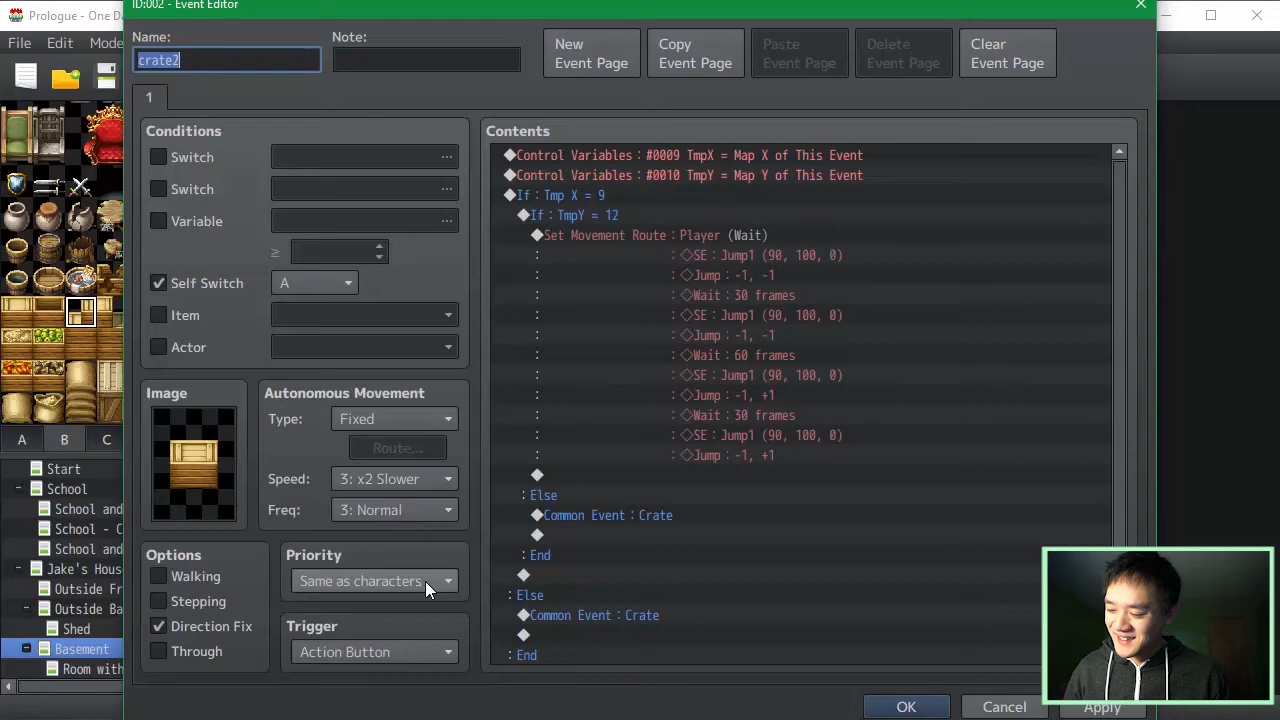 Prologue - One Da
ID:002 - Event Editor
File Edit Mode
Name:
crate2
Note:
New
Event Page
Copy
Event Page
Paste
Event Page
Delete
Event Page
Clear
Event Page
1
Conditions
Switch ...
Switch ...
Variable ...
≥
Self Switch A
Item
Actor
Image
Autonomous Movement
Type: Fixed
Route...
Speed: 3: x2 Slower
Freq: 3: Normal
Options
Walking
Stepping
Direction Fix
Through
Priority
Same as characters
Trigger
Action Button
Contents
◆Control Variables : #0009 TmpX = Map X of This Event
◆Control Variables : #0010 TmpY = Map Y of This Event
◆If : Tmp X = 9
◆If : TmpY = 12
◆Set Movement Route : Player (Wait)
: : ◇SE : Jump1 (90, 100, 0)
: : ◇Jump : -1, -1
: : ◇Wait : 30 frames
: : ◇SE : Jump1 (90, 100, 0)
: : ◇Jump : -1, -1
: : ◇Wait : 60 frames
: : ◇SE : Jump1 (90, 100, 0)
: : ◇Jump : -1, +1
: : ◇Wait : 30 frames
: : ◇SE : Jump1 (90, 100, 0)
: : ◇Jump : -1, +1
◆
: Else
◆Common Event : Crate
◆
: End
◆
: Else
◆Common Event : Crate
◆
: End
A B C
Start
School
School and
School - C
School and
Jake's Hous
Outside Fr
Outside Ba
Shed
Basement
Room with
OK
Cancel
Apply